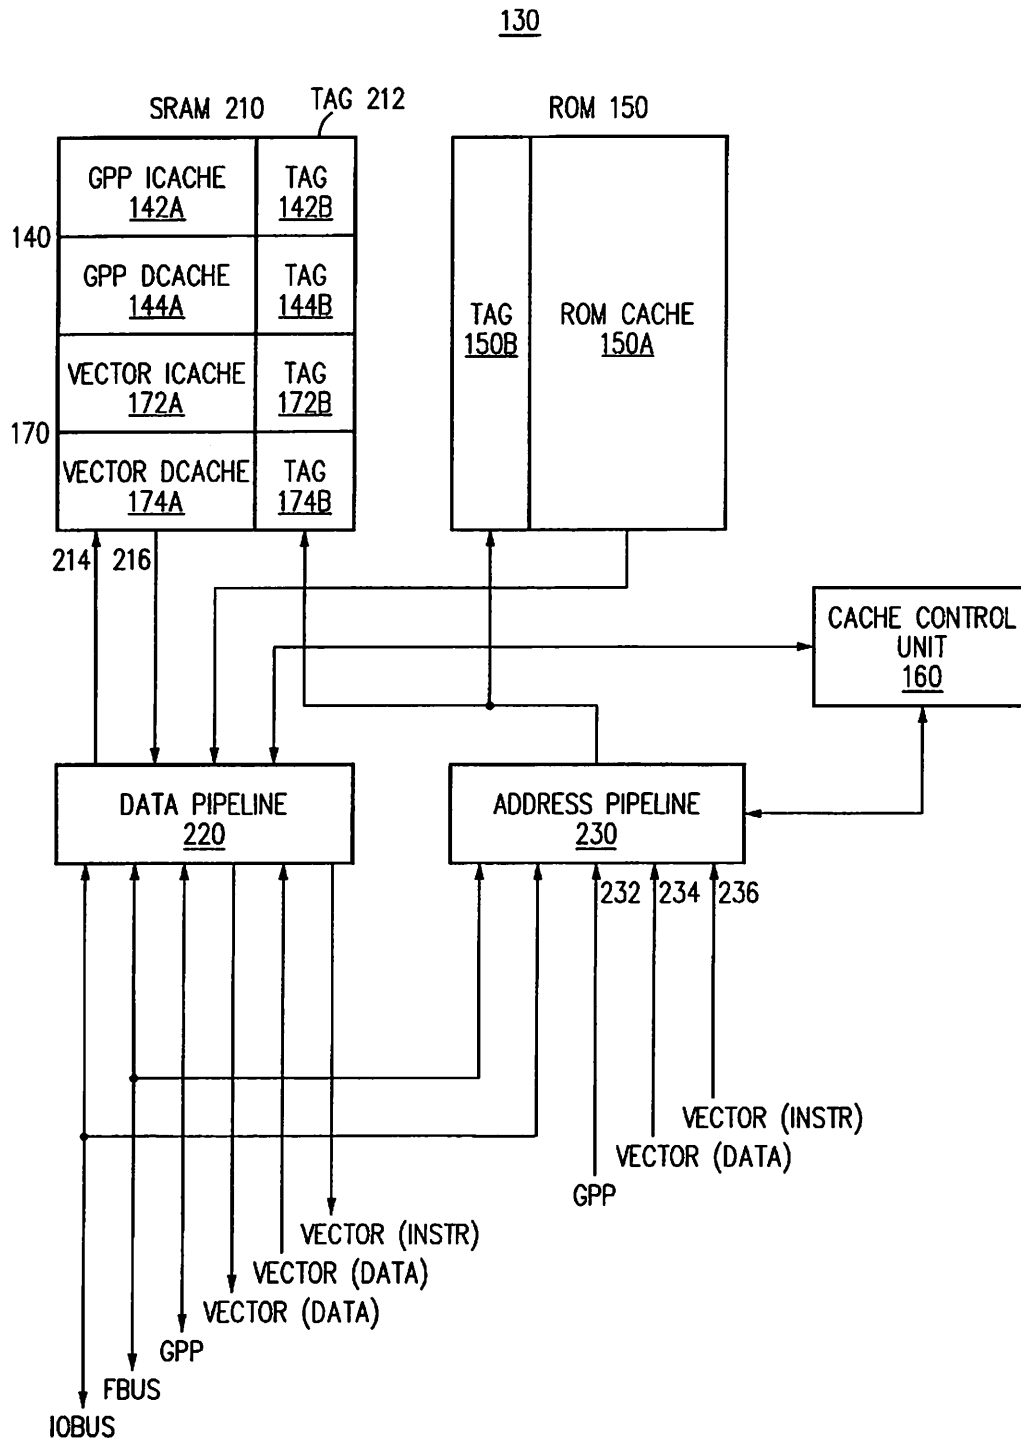 130
SRAM 210
TAG 212
ROM 150
GPP ICACHE
142A
TAG
142B
140
GPP DCACHE
144A
TAG
144B
VECTOR ICACHE
172A
TAG
172B
170
VECTOR DCACHE
174A
TAG
174B
TAG
150B
ROM CACHE
150A
214
216
CACHE CONTROL
UNIT
160
DATA PIPELINE
220
ADDRESS PIPELINE
230
232
234
236
VECTOR (INSTR)
VECTOR (DATA)
GPP
VECTOR (INSTR)
VECTOR (DATA)
VECTOR (DATA)
GPP
FBUS
IOBUS